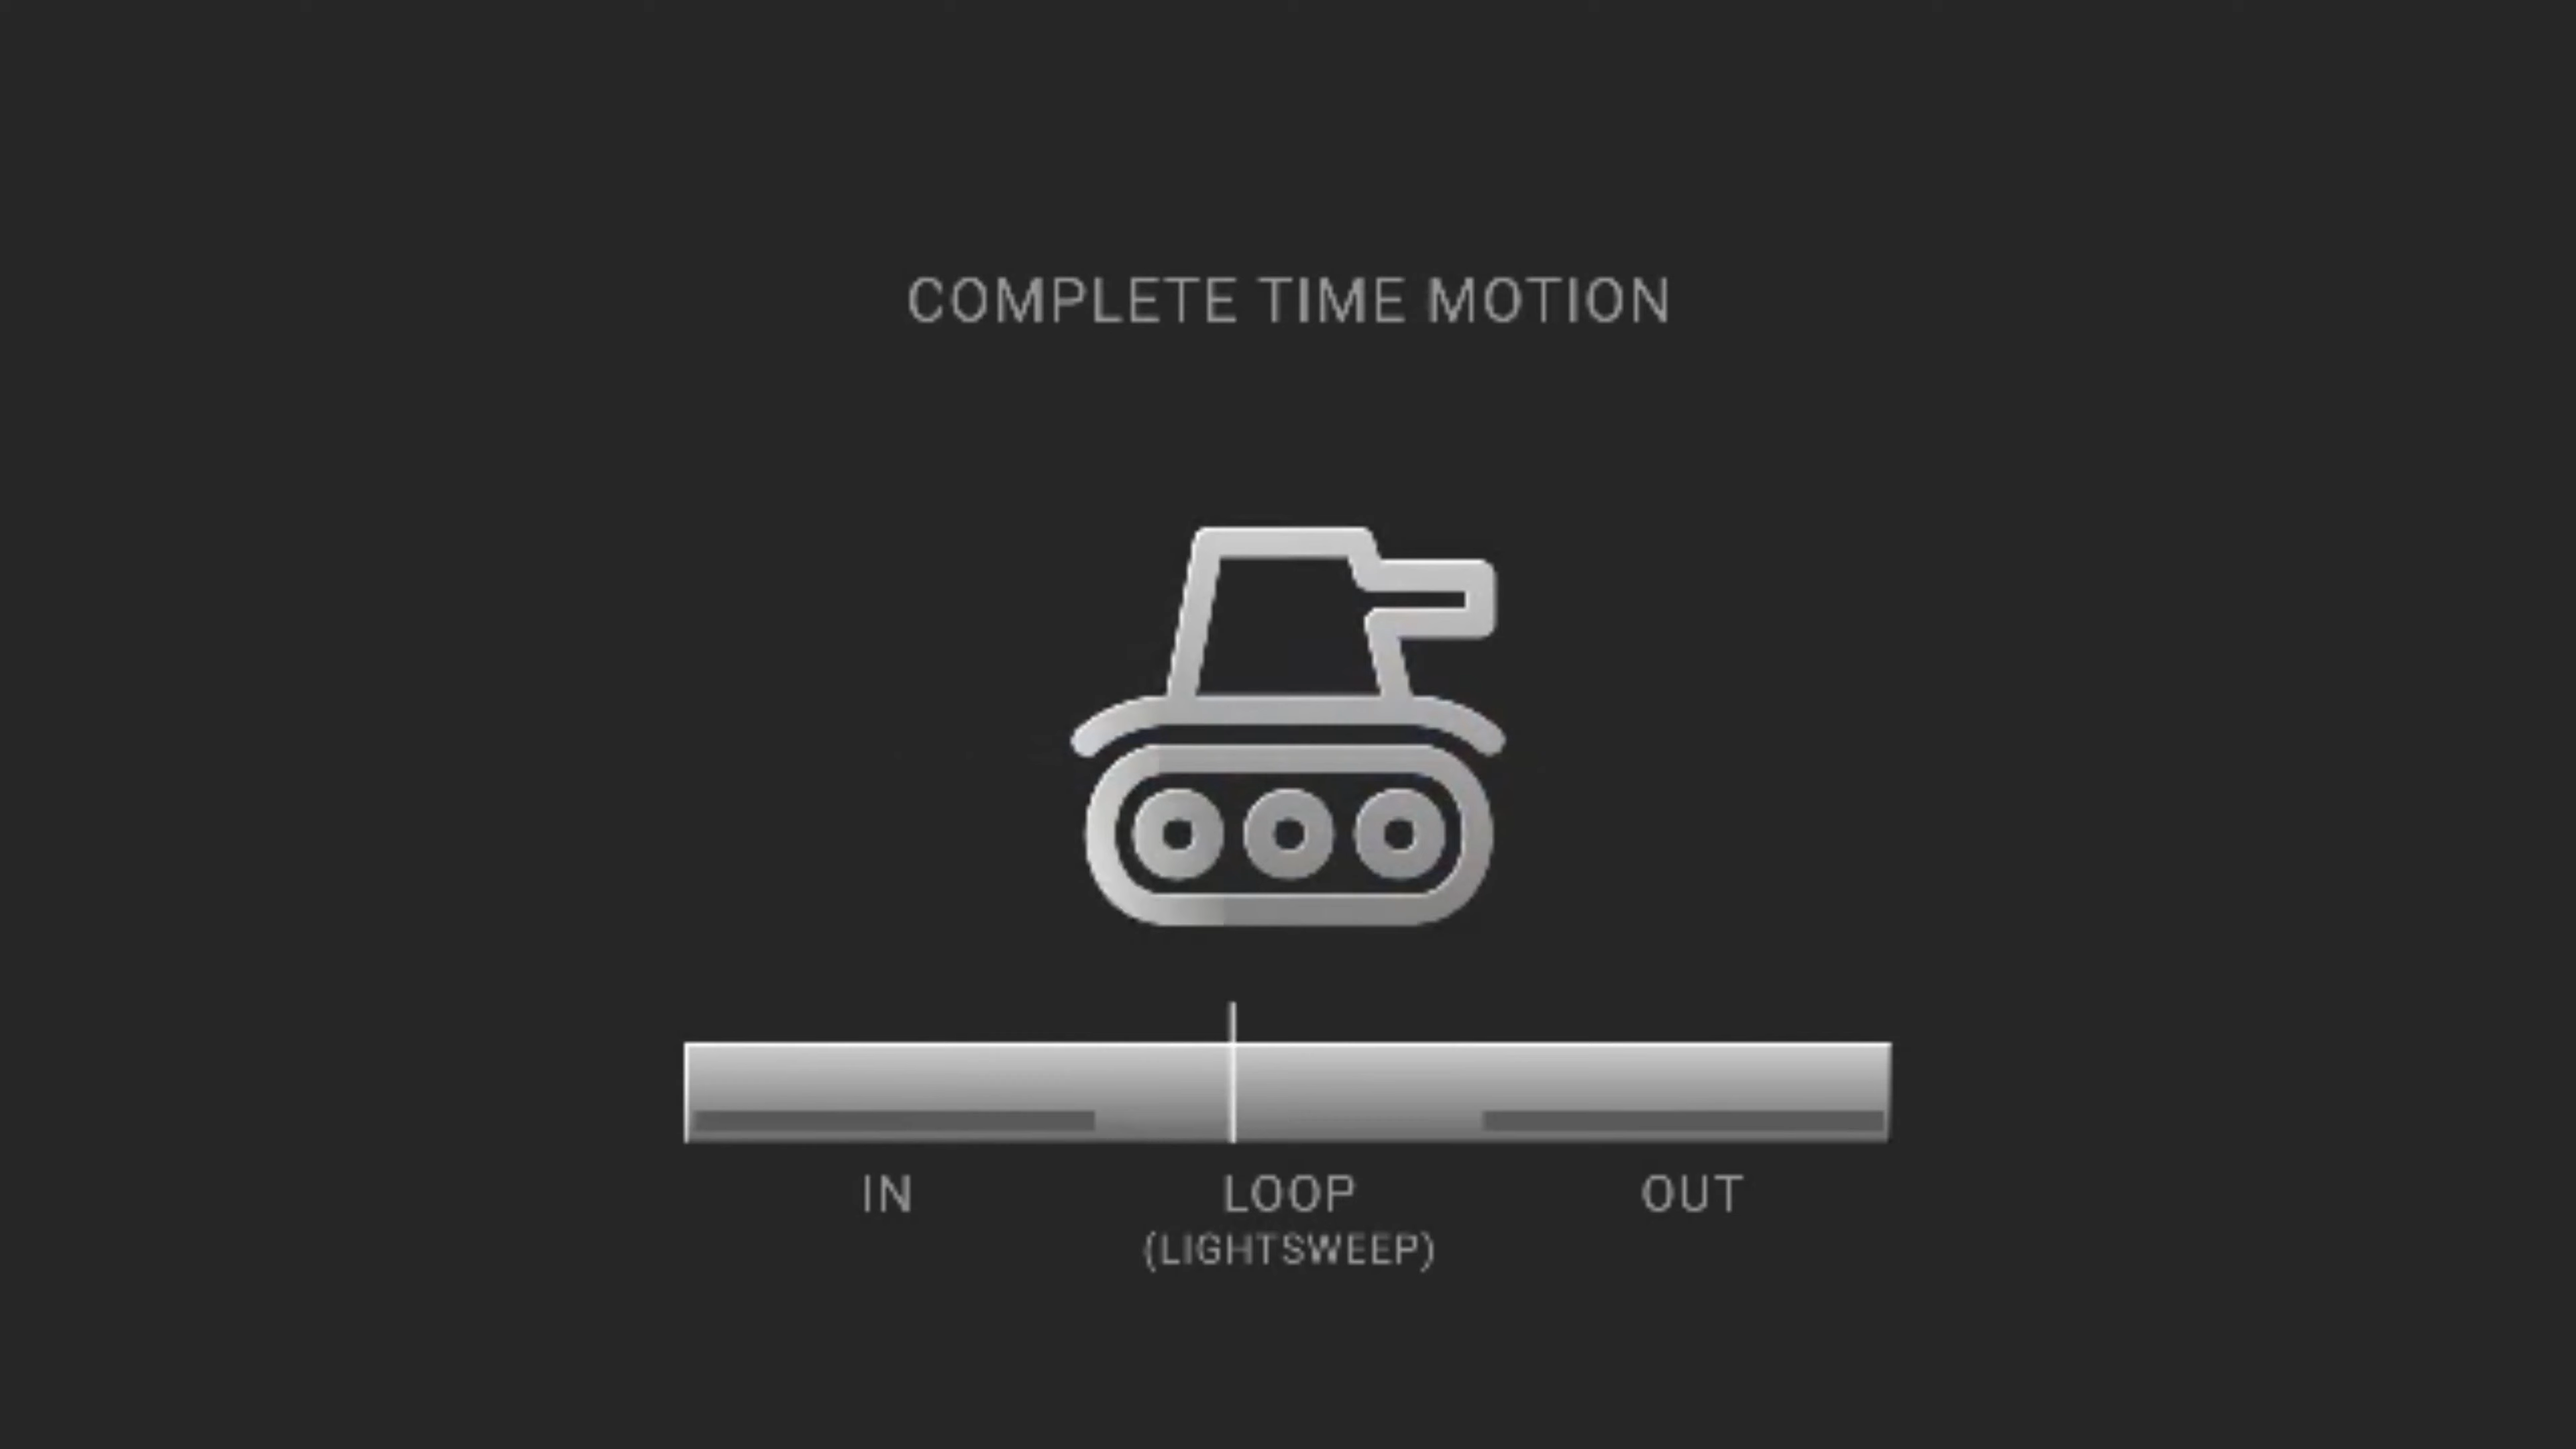 COMPLETE TIME MOTION
IN
LOOP
OUT
(LIGHTSWEEP)